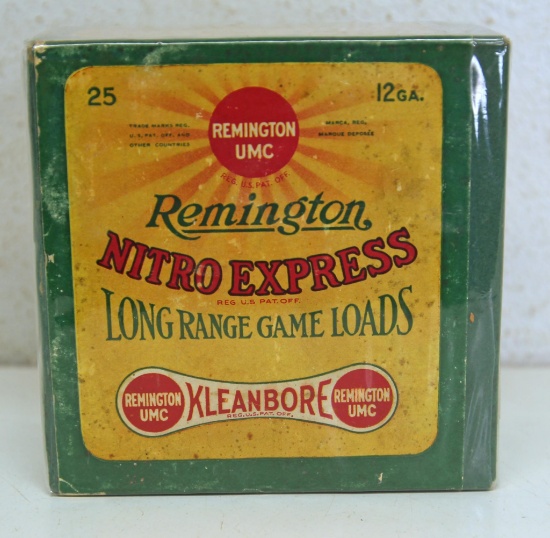 25
12GA.
REMINGTON
UMC
TRADE MARKS REG.
U.S. PAT. OFF. AND
OTHER COUNTRIES
MARCA, REG.
MARQUE DEPOSÉE
REG. U.S. PAT. OFF.
Remington,
NITRO EXPRESS
REG. U.S. PAT. OFF.
LONG RANGE GAME LOADS
REMINGTON
UMC
KLEANBORE
REG. U.S. PAT. OFF.
REMINGTON
UMC